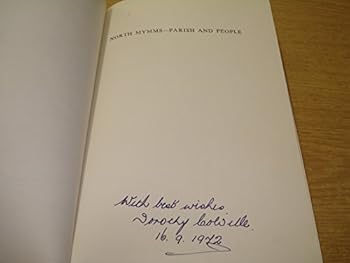 NORTH MYMMS—PARISH AND PEOPLE
With best wishes
Dorothy Colville.
16. 9. 1972